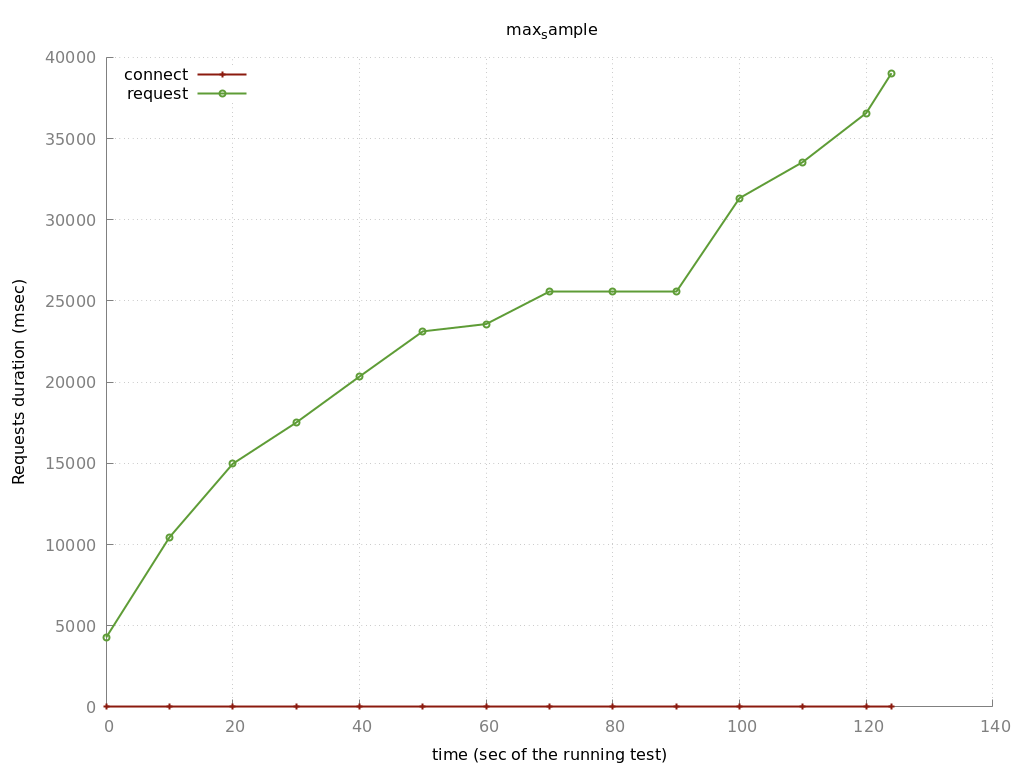 maxsample
40000
connect
request
35000
30000
25000
20000
15000
10000
5000
0
Requests duration (msec)
0 20 40 60 80 100 120 140
time (sec of the running test)